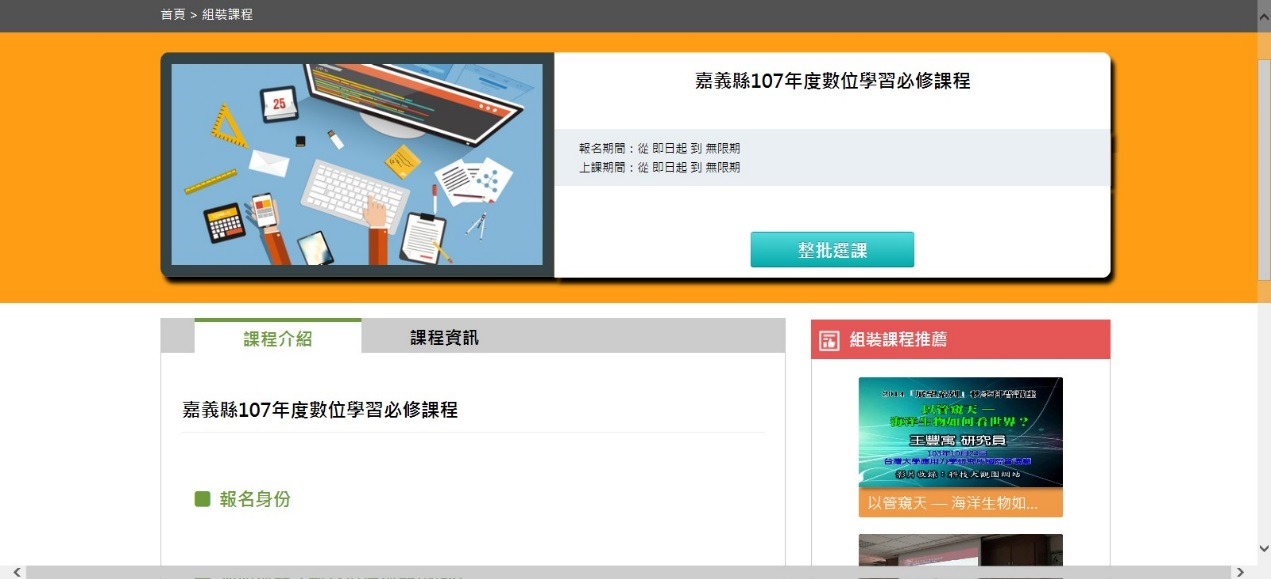 首頁 > 組裝課程
嘉義縣107年度數位學習必修課程
報名期間：從 即日起 到 無限期
上課期間：從 即日起 到 無限期
整批選課
25
課程介紹
課程資訊
嘉義縣107年度數位學習必修課程
報名身份
組裝課程推薦
以管窺天 —
海洋生物如何看世界？
王豐寓 研究員
以管窺天 — 海洋生物如...